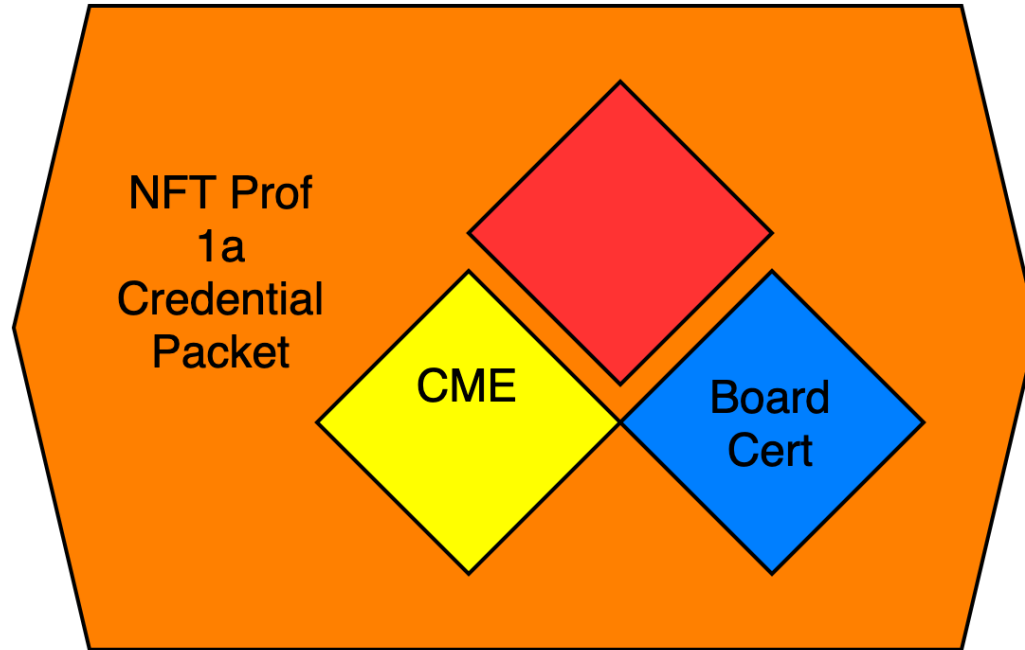 NFT Prof
1a
Credential
Packet
CME
Board
Cert